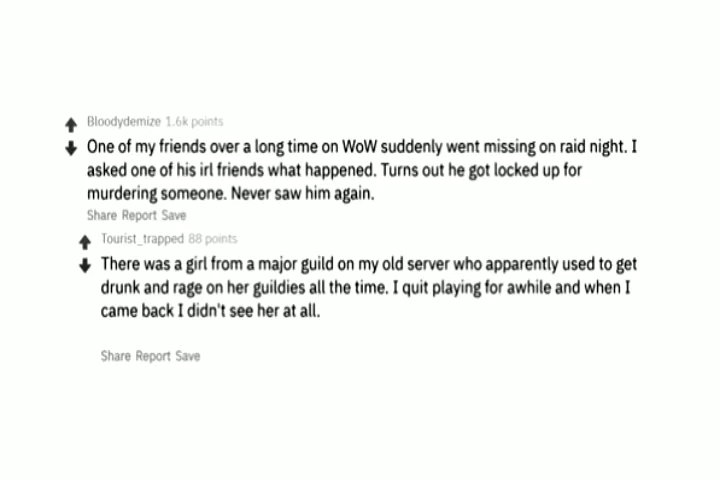 Bloodydemize 1.6k points
One of my friends over a long time on WoW suddenly went missing on raid night. I
asked one of his irl friends what happened. Turns out he got locked up for
murdering someone. Never saw him again.
Share Report Save
Tourist_trapped 88 points
There was a girl from a major guild on my old server who apparently used to get
drunk and rage on her guildies all the time. I quit playing for awhile and when I
came back I didn't see her at all.
Share Report Save